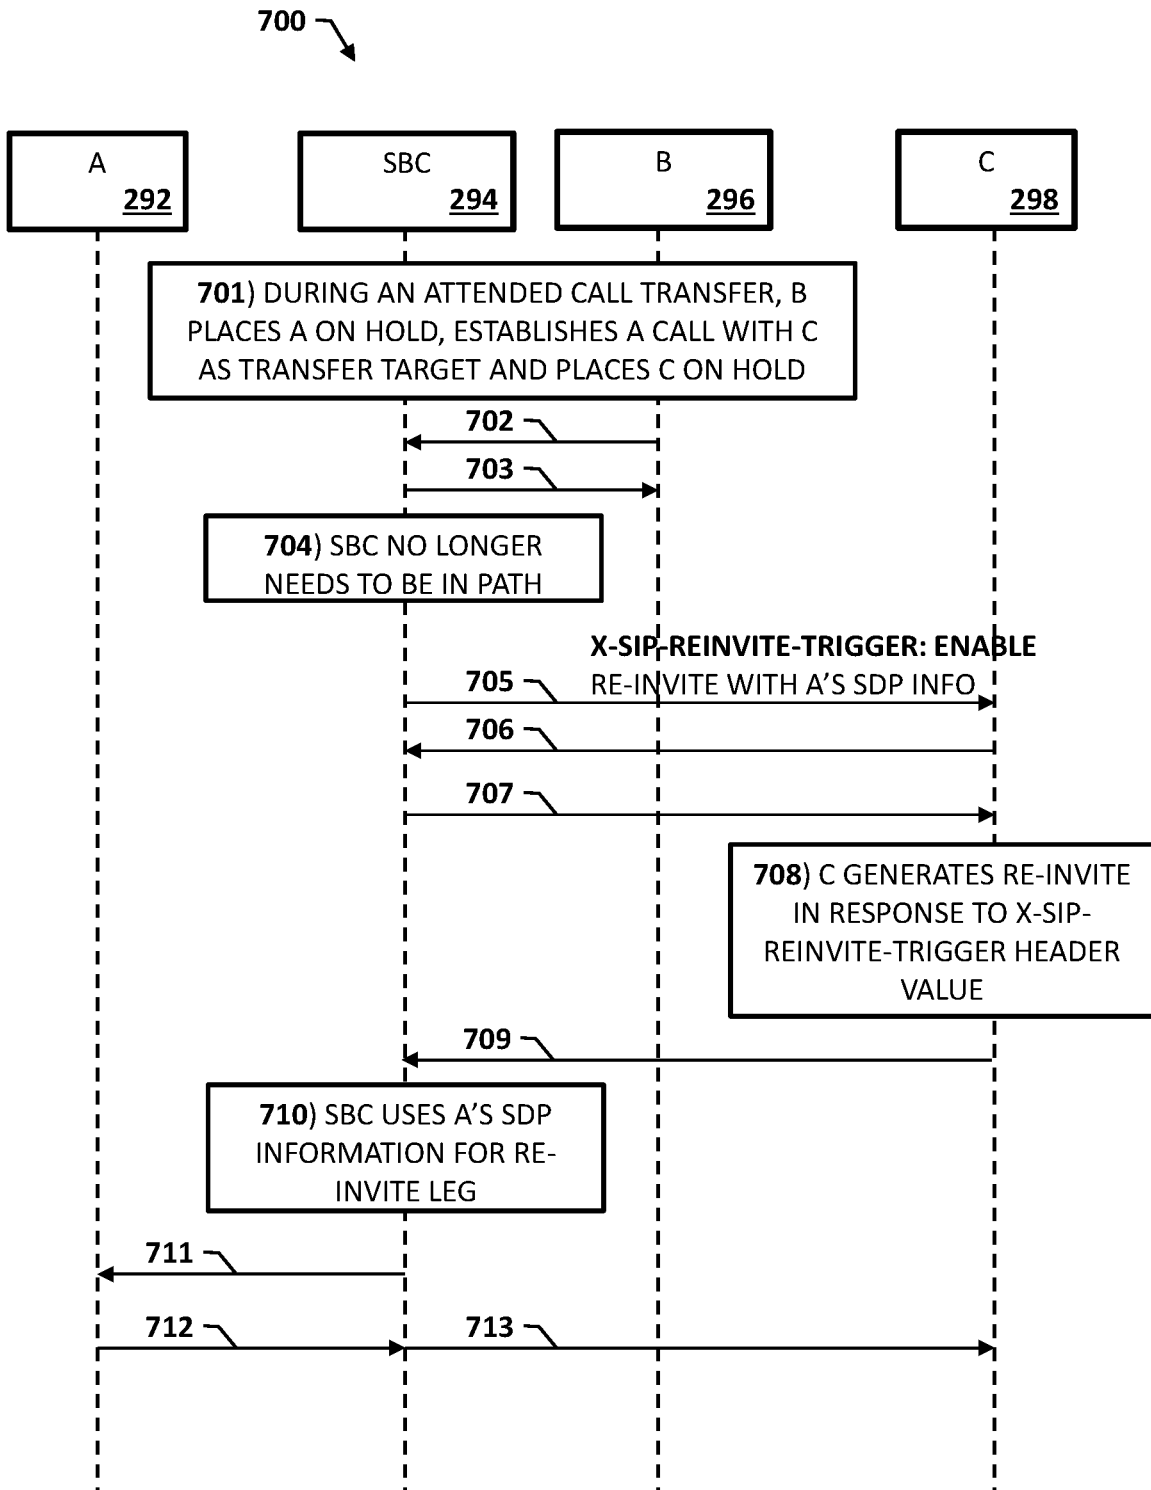 700
A
292
SBC
294
B
296
C
298
701) DURING AN ATTENDED CALL TRANSFER, B
PLACES A ON HOLD, ESTABLISHES A CALL WITH C
AS TRANSFER TARGET AND PLACES C ON HOLD
702
703
704) SBC NO LONGER
NEEDS TO BE IN PATH
X-SIP-REINVITE-TRIGGER: ENABLE
705
RE-INVITE WITH A'S SDP INFO
706
707
708) C GENERATES RE-INVITE
IN RESPONSE TO X-SIP-
REINVITE-TRIGGER HEADER
VALUE
709
710) SBC USES A'S SDP
INFORMATION FOR RE-
INVITE LEG
711
712
713